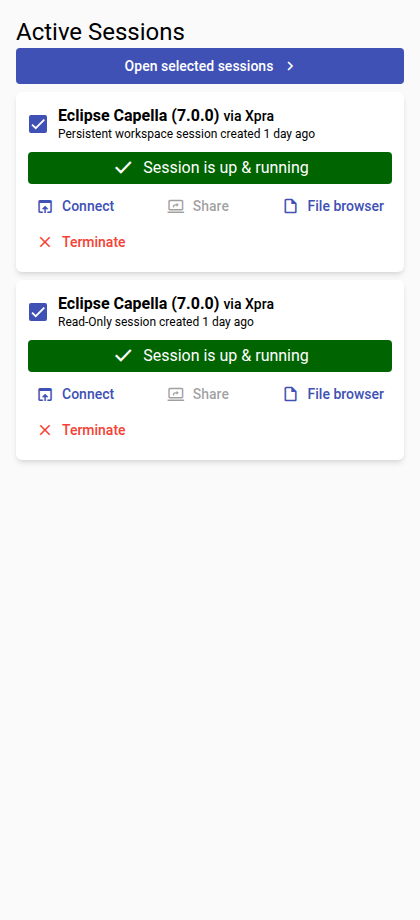 Active Sessions
Open selected sessions
Eclipse Capella (7.0.0) via Xpra
Persistent workspace session created 1 day ago
Session is up & running
Connect Share File browser
Terminate
Eclipse Capella (7.0.0) via Xpra
Read-Only session created 1 day ago
Session is up & running
Connect Share File browser
Terminate